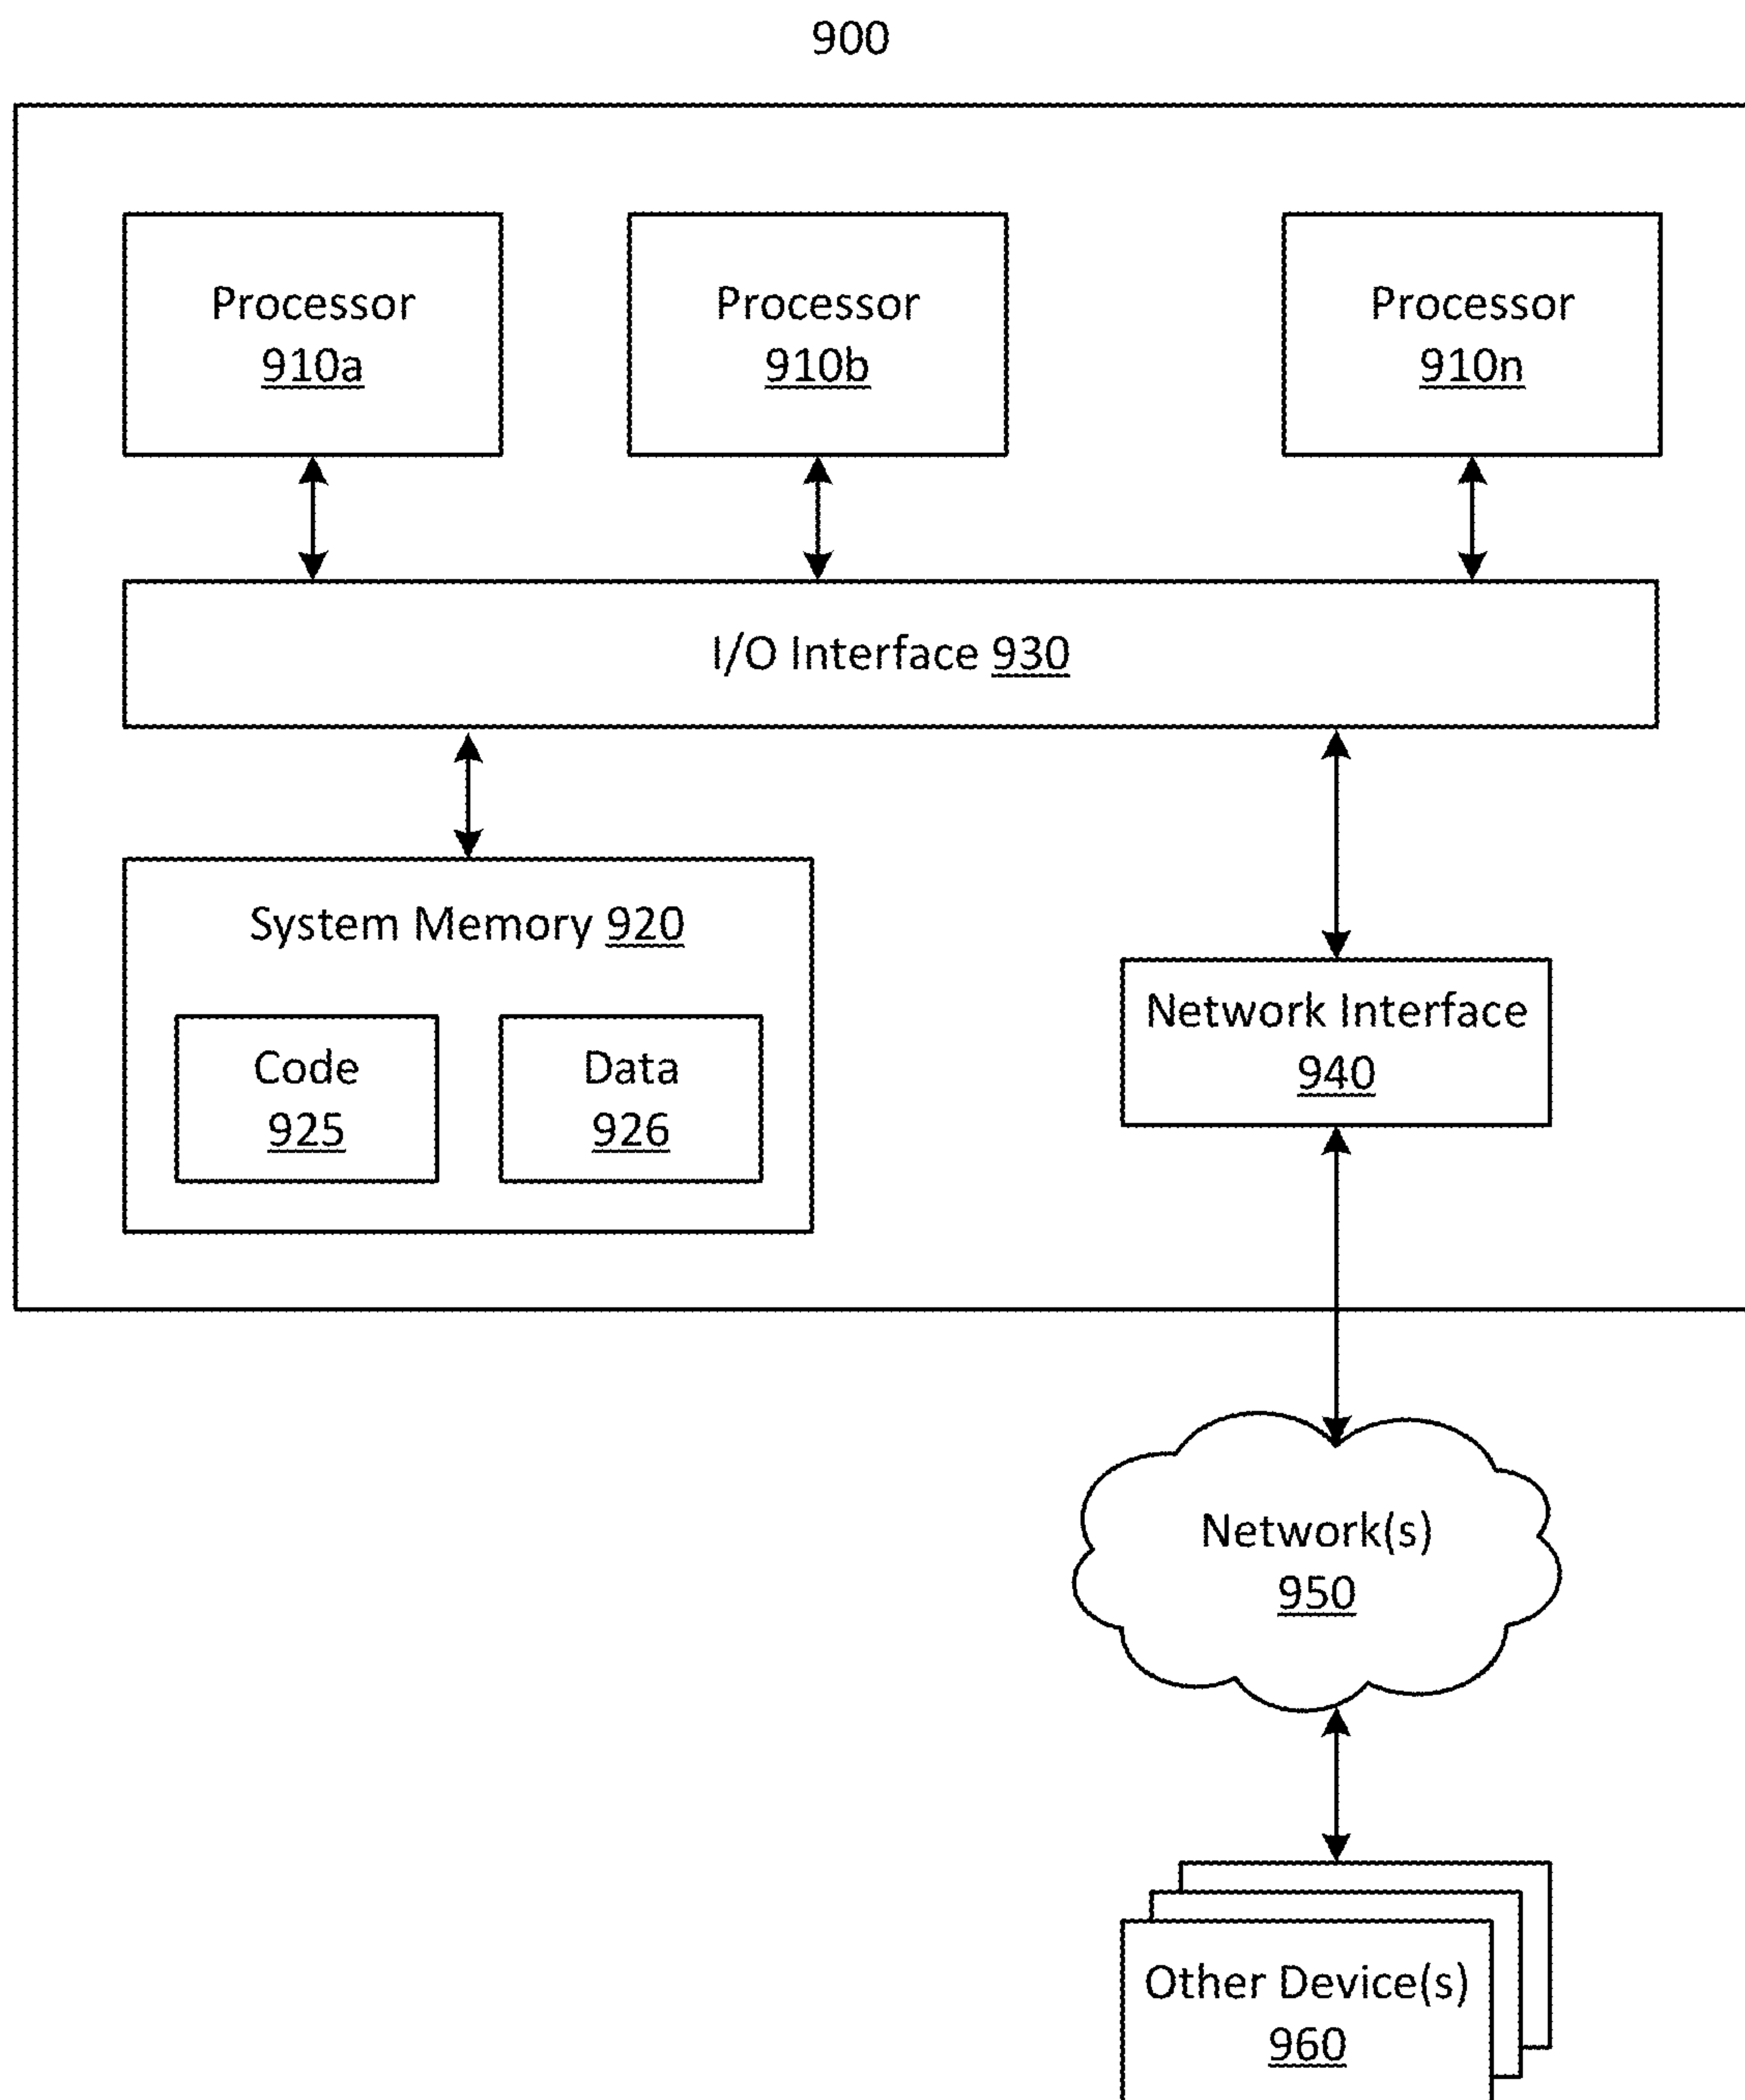 900
Processor
910a
Processor
910b
Processor
910n
I/O Interface 930
System Memory 920
Code
925
Data
926
Network Interface
940
Network(s)
950
Other Device(s)
960